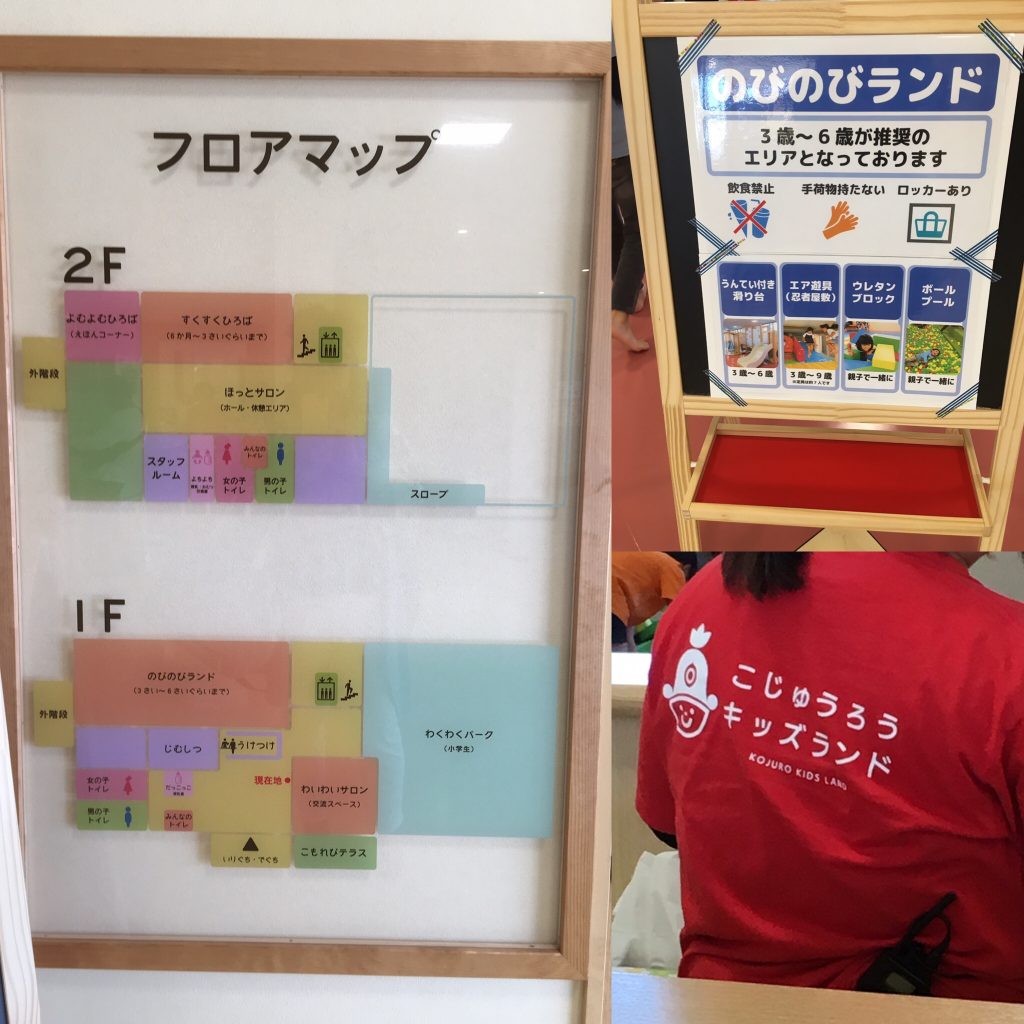 フロアマップ
2F
よむよむひろば
(えほんコーナー)
すくすくひろば
(6か月〜3さいぐらいまで)
外階段
ほっとサロン
(ホール・休憩エリア)
スタッフ
ルーム
よちよち
女の子
トイレ
みんなの
トイレ
男の子
トイレ
スロープ
1F
のびのびランド
(3さい〜6さいぐらいまで)
外階段
じむしつ
うけつけ
わくわくパーク
(小学生)
女の子
トイレ
だっこっこ
現在地
わいわいサロン
(交流スペース)
男の子
トイレ
みんなの
トイレ
いりぐち・でぐち
こもれびテラス
のびのびランド
3歳〜6歳が推奨の
エリアとなっております
飲食禁止
手荷物持たない
ロッカーあり
うんてい付き
滑り台
エア遊具
(忍者屋敷)
ウレタン
ブロック
ボール
プール
3歳〜6歳
3歳〜9歳
親子で一緒に
親子で一緒に
こじゅうろう
キッズランド
KOJURO KIDS LAND